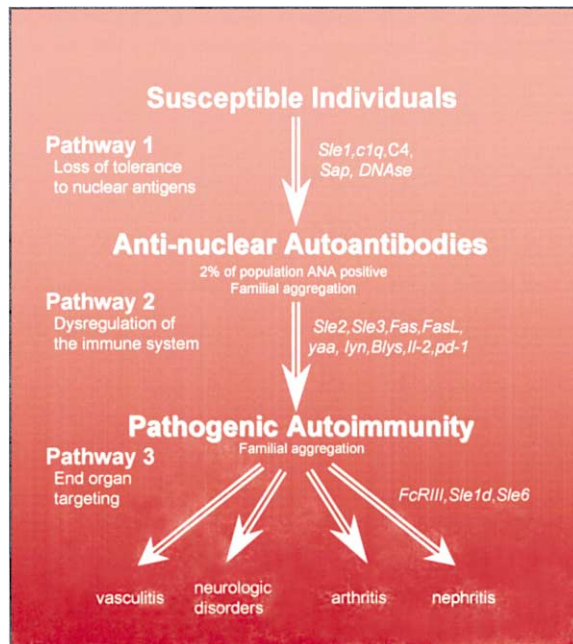 Susceptible Individuals
Pathway 1
Loss of tolerance
to nuclear antigens
Sle1,c1q,C4,
Sap, DNAse
Anti-nuclear Autoantibodies
2% of population ANA positive
Familial aggregation
Pathway 2
Dysregulation of
the immune system
Sle2,Sle3,Fas,FasL,
yaa, lyn,Blys,Il-2,pd-1
Pathogenic Autoimmunity
Familial aggregation
Pathway 3
End organ
targeting
FcRIII,Sle1d,Sle6
vasculitis
neurologic
disorders
arthritis
nephritis